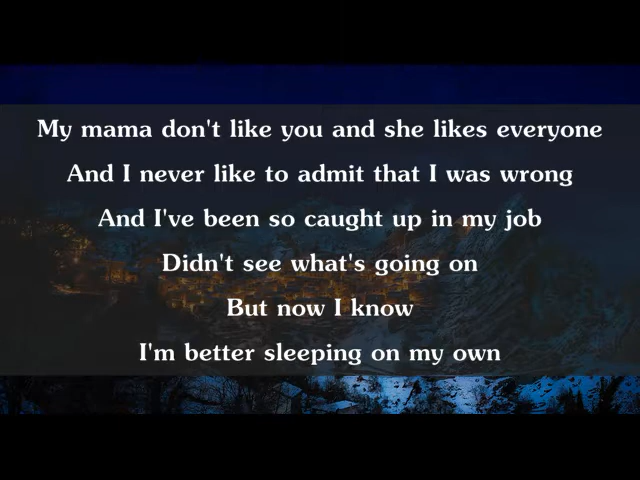 My mama don't like you and she likes everyone
And I never like to admit that I was wrong
And I've been so caught up in my job
Didn't see what's going on
But now I know
I'm better sleeping on my own